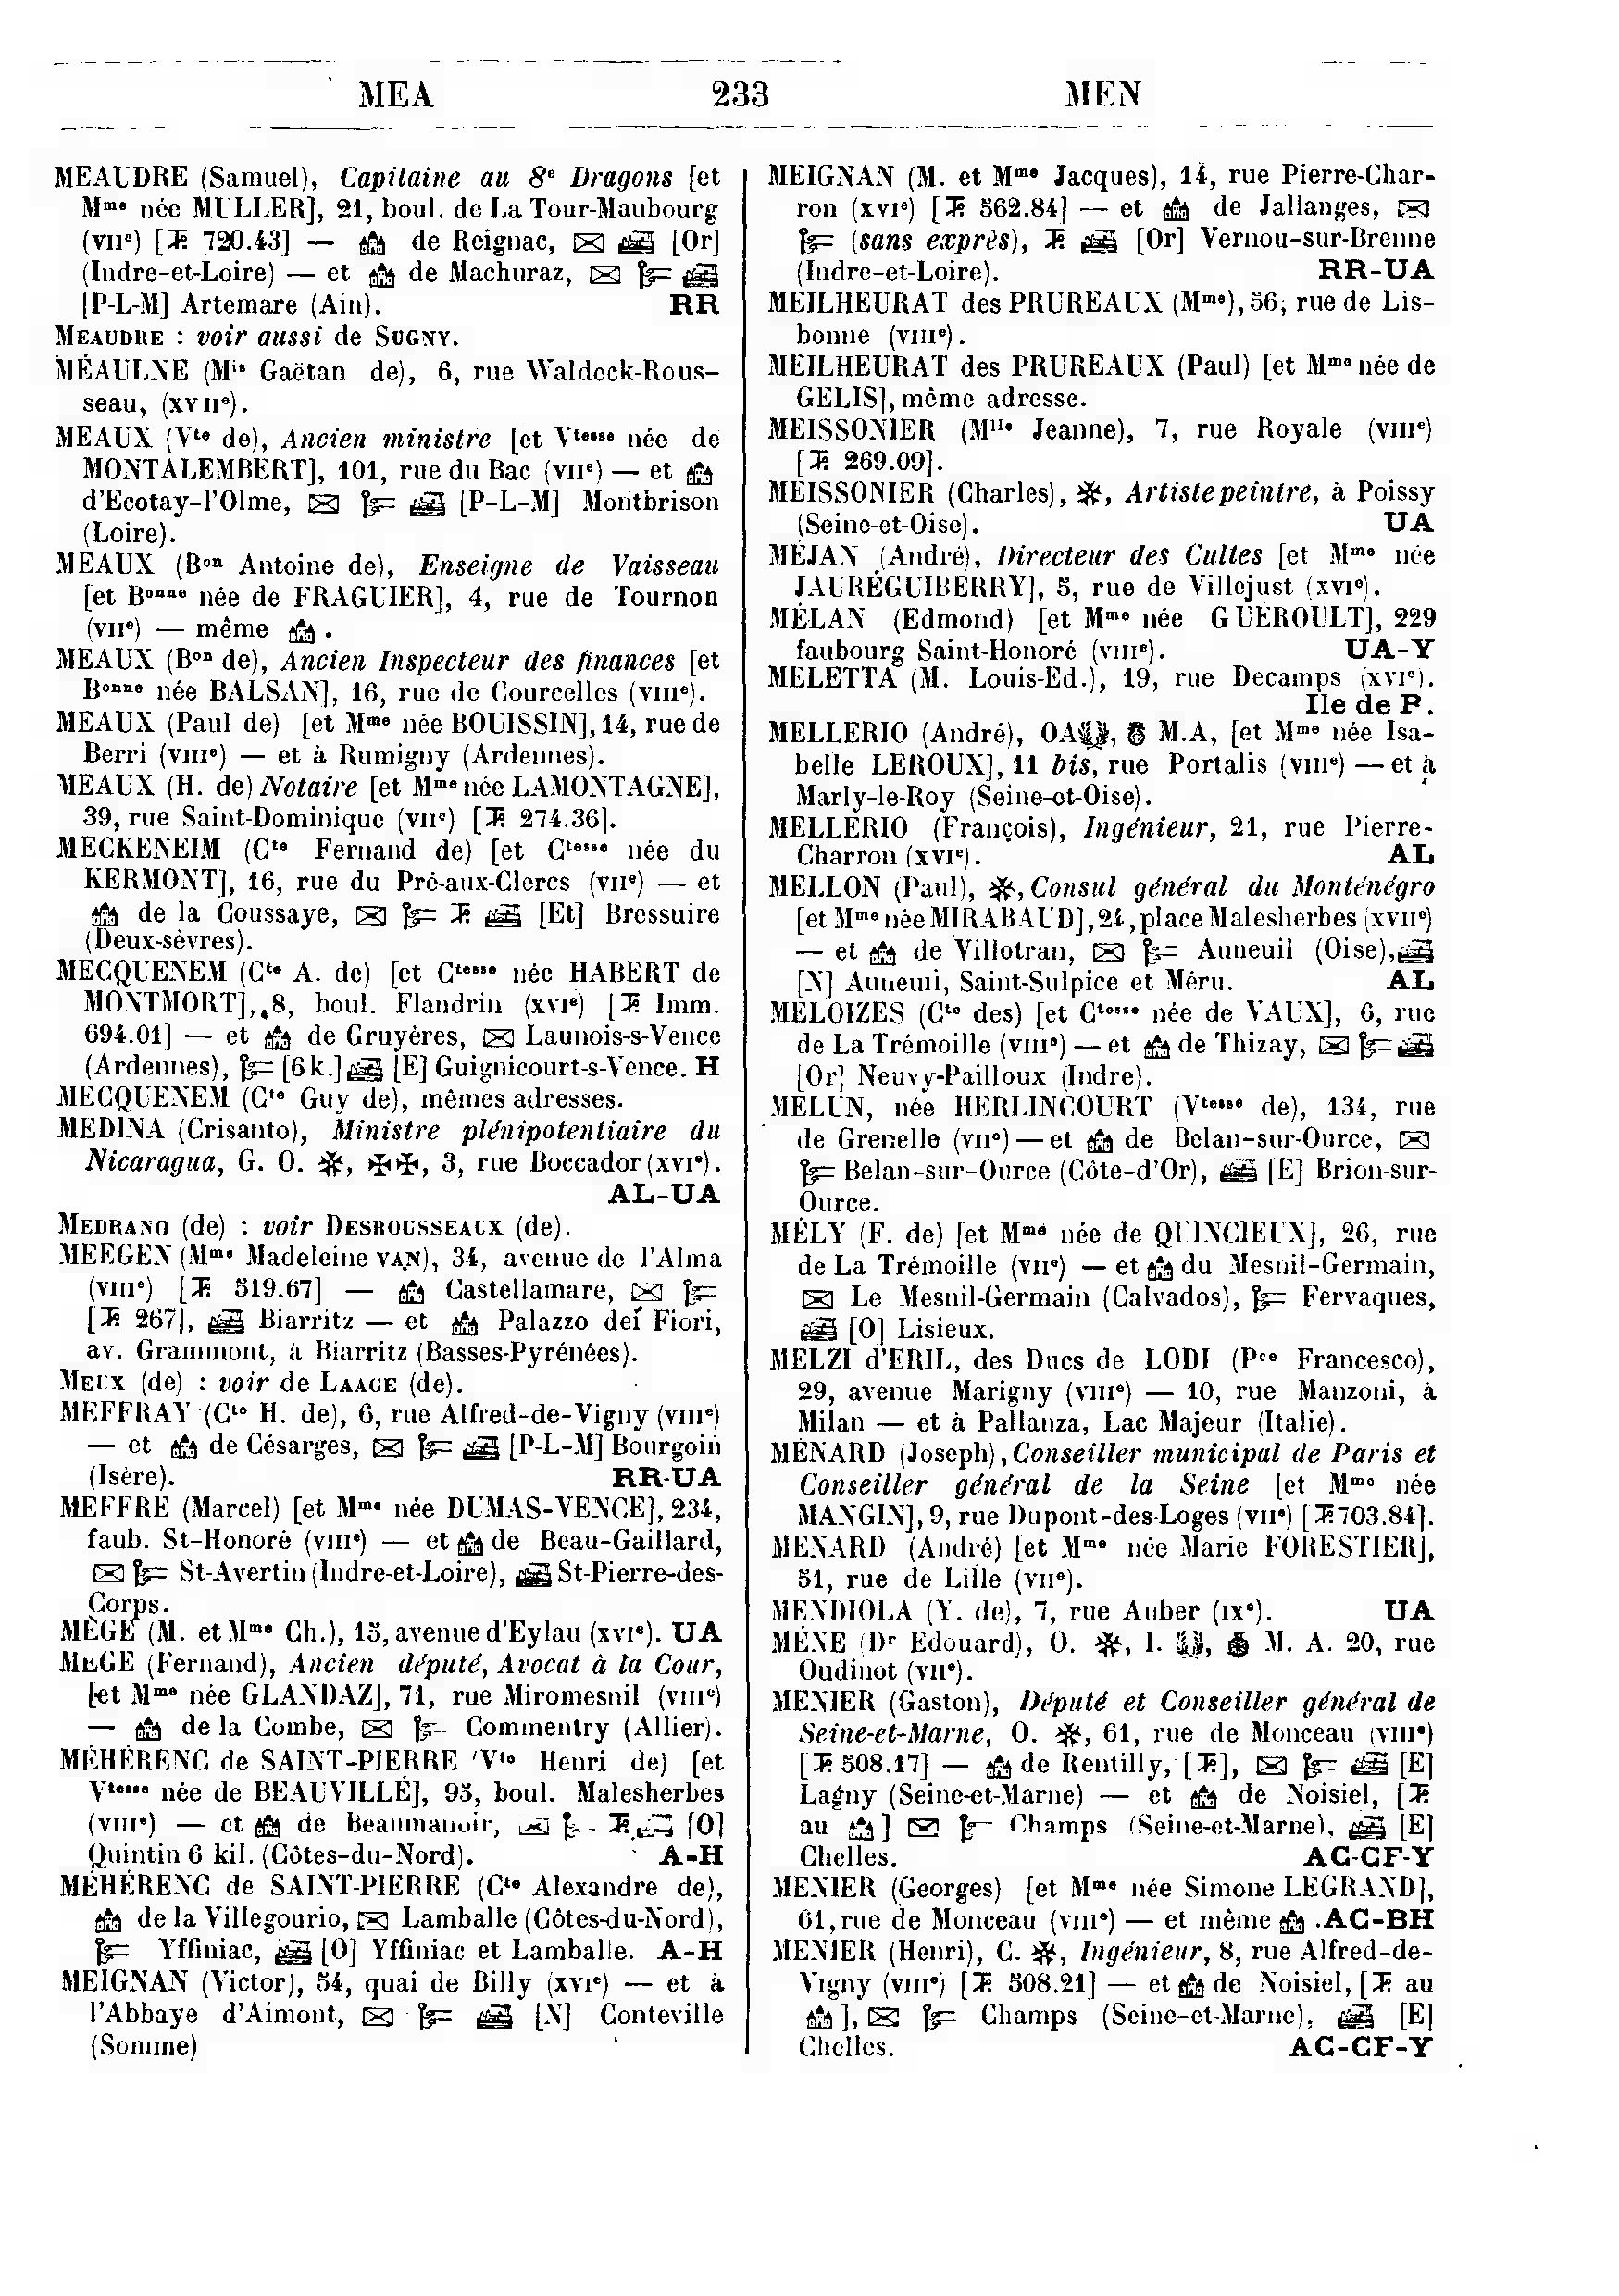 MEA 233 MEN
MEAUDRE (Samuel), Capitaine au 8e Dragons [et
Mme née MULLER], 21, boul. de La Tour-Maubourg
(VIIe) [T. 720.43] — de Reignac, [Or]
(Indre-et-Loire) — et de Machuraz,
[P-L-M] Artemare (Ain). RR
MEAUDRE : voir aussi de SUGNY.
MÉAULNE (Mis Gaëtan de), 6, rue Waldeck-Rous-
seau, (XVIIe).
MEAUX (Vte de), Ancien ministre [et Vtesse née de
MONTALEMBERT], 101, rue du Bac (VIIe) — et
d'Ecotay-l'Olme, [P-L-M] Montbrison
(Loire).
MEAUX (Bon Antoine de), Enseigne de Vaisseau
[et Bonne née de FRAGUIER], 4, rue de Tournon
(VIIe) — même .
MEAUX (Bon de), Ancien Inspecteur des finances [et
Bonne née BALSAN], 16, rue de Courcelles (VIIIe).
MEAUX (Paul de) [et Mme née BOUISSIN], 14, rue de
Berri (VIIIe) — et à Rumigny (Ardennes).
MEAUX (H. de) Notaire [et Mme née LAMONTAGNE],
39, rue Saint-Dominique (VIIe) [T. 274.36].
MECKENEIM (Cte Fernand de) [et Ctesse née du
KERMONT], 16, rue du Pré-aux-Clercs (VIIe) — et
de la Coussaye, T. [Et] Bressuire
(Deux-sèvres).
MECQUENEM (Cte A. de) [et Ctesse née HABERT de
MONTMORT], 8, boul. Flandrin (XVIe) [T. Imm.
694.01] — et de Gruyères, Launois-s-Vence
(Ardennes), [6 k.] [E] Guignicourt-s-Vence. H
MECQUENEM (Cte Guy de), mêmes adresses.
MEDINA (Crisanto), Ministre plénipotentiaire du
Nicaragua, G. O. ✻, ✠✠, 3, rue Boccador (XVIe).
AL-UA
MEDRANO (de) : voir DESROUSSEAUX (de).
MEEGEN (Mme Madeleine VAN), 34, avenue de l'Alma
(VIIIe) [T. 519.67] — Castellamare,
[T. 267], Biarritz — et Palazzo deí Fiori,
av. Grammont, à Biarritz (Basses-Pyrénées).
MEEX (de) : voir de LAAGE (de).
MEFFRAY (Cte H. de), 6, rue Alfred-de-Vigny (VIIIe)
— et de Césarges, [P-L-M] Bourgoin
(Isère). RR-UA
MEFFRE (Marcel) [et Mme née DUMAS-VENCE], 234,
faub. St-Honoré (VIIIe) — et de Beau-Gaillard,
St-Avertin (Indre-et-Loire), St-Pierre-des-
Corps.
MÈGE (M. et Mme Ch.), 15, avenue d'Eylau (XVIe). UA
MEGE (Fernand), Ancien député, Avocat à la Cour,
[et Mme née GLANDAZ], 71, rue Miromesnil (VIIIe)
— de la Combe, Commentry (Allier).
MÉHÉRENC de SAINT-PIERRE (Vte Henri de) [et
Vtesse née de BEAUVILLÉ], 95, boul. Malesherbes
(VIIIe) — et de Beaumanoir, T. [O]
Quintin 6 kil. (Côtes-du-Nord). A-H
MÉHÉRENC de SAINT-PIERRE (Cte Alexandre de),
de la Villegourio, Lamballe (Côtes-du-Nord),
Yffiniac, [O] Yffiniac et Lamballe. A-H
MEIGNAN (Victor), 54, quai de Billy (XVIe) — et à
l'Abbaye d'Aimont, [N] Conteville
(Somme)
MEIGNAN (M. et Mme Jacques), 14, rue Pierre-Char-
ron (XVIe) [T. 562.84] — et de Jallanges,
(sans exprès), T. [Or] Vernou-sur-Brenne
(Indre-et-Loire). RR-UA
MEILHEURAT des PRUREAUX (Mme), 56, rue de Lis-
bonne (VIIIe).
MEILHEURAT des PRUREAUX (Paul) [et Mme née de
GELIS], même adresse.
MEISSONIER (Mlle Jeanne), 7, rue Royale (VIIIe)
[T. 269.09].
MEISSONIER (Charles), ✻, Artiste peintre, à Poissy
(Seine-et-Oise). UA
MÉJAN (André), Directeur des Cultes [et Mme née
JAURÉGUIBERRY], 5, rue de Villejust (XVIe).
MÉLAN (Edmond) [et Mme née GUÉROULT], 229
faubourg Saint-Honoré (VIIIe). UA-Y
MELETTA (M. Louis-Ed.), 19, rue Decamps (XVIe).
Ile de P.
MELLERIO (André), OA, M.A, [et Mme née Isa-
belle LEROUX], 11 bis, rue Portalis (VIIIe) — et à
Marly-le-Roy (Seine-et-Oise).
MELLERIO (François), Ingénieur, 21, rue Pierre-
Charron (XVIe). AL
MELLON (Paul), ✻, Consul général du Monténégro
[et Mme née MIRABAUD], 24, place Malesherbes (XVIIe)
— et de Villotran, Auneuil (Oise),
[N] Auneuil, Saint-Sulpice et Méru. AL
MÉLOIZES (Cte des) [et Ctesse née de VAUX], 6, rue
de La Trémoille (VIIIe) — et de Thizay,
[Or] Neuvy-Pailloux (Indre).
MELUN, née HERLINCOURT (Vtesse de), 134, rue
de Grenelle (VIIe) — et de Belan-sur-Ource,
Belan-sur-Ource (Côte-d'Or), [E] Brion-sur-
Ource.
MÉLY (F. de) [et Mme née de QUINCIEUX], 26, rue
de La Trémoille (VIIe) — et du Mesnil-Germain,
Le Mesnil-Germain (Calvados), Fervaques,
[O] Lisieux.
MELZI d'ERIL, des Ducs de LODI (Pce Francesco),
29, avenue Marigny (VIIIe) — 10, rue Manzoni, à
Milan — et à Pallanza, Lac Majeur (Italie).
MÉNARD (Joseph), Conseiller municipal de Paris et
Conseiller général de la Seine [et Mme née
MANGIN], 9, rue Dupont-des-Loges (VIIe) [T. 703.84].
MENARD (André) [et Mme née Marie FORESTIER],
51, rue de Lille (VIIe).
MENDIOLA (Y. de), 7, rue Auber (IXe). UA
MÈNE (Dr Edouard), O. ✻, I. , M. A. 20, rue
Oudinot (VIIe).
MENIER (Gaston), Député et Conseiller général de
Seine-et-Marne, O. ✻, 61, rue de Monceau (VIIIe)
[T. 508.17] — de Rentilly, [T.], [E]
Lagny (Seine-et-Marne) — et de Noisiel, [T.
au ] Champs (Seine-et-Marne), [E]
Chelles. AC-CF-Y
MENIER (Georges) [et Mme née Simone LEGRAND],
61, rue de Monceau (VIIIe) — et même . AC-BH
MENIER (Henri), C. ✻, Ingénieur, 8, rue Alfred-de-
Vigny (VIIIe) [T. 508.21] — et de Noisiel, [T. au
], Champs (Seine-et-Marne), [E]
Chelles. AC-CF-Y